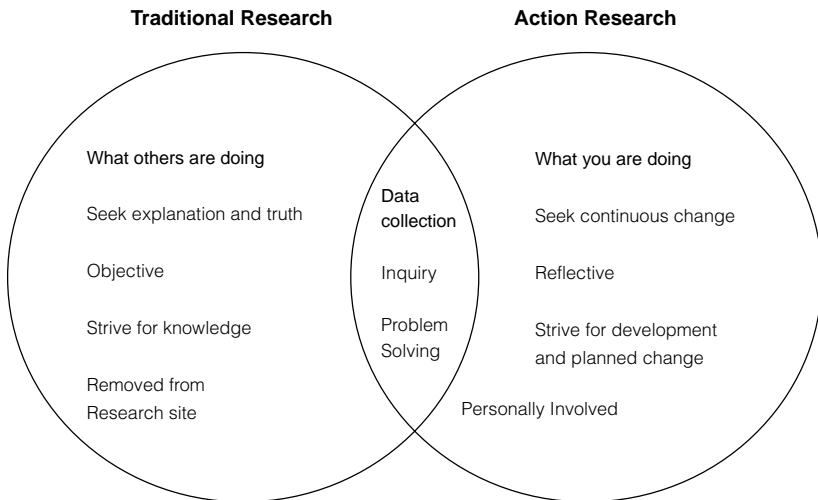 Traditional Research
Action Research
What others are doing
Seek explanation and truth
Objective
Strive for knowledge
Removed from
Research site
Data
collection
Inquiry
Problem
Solving
What you are doing
Seek continuous change
Reflective
Strive for development
and planned change
Personally Involved